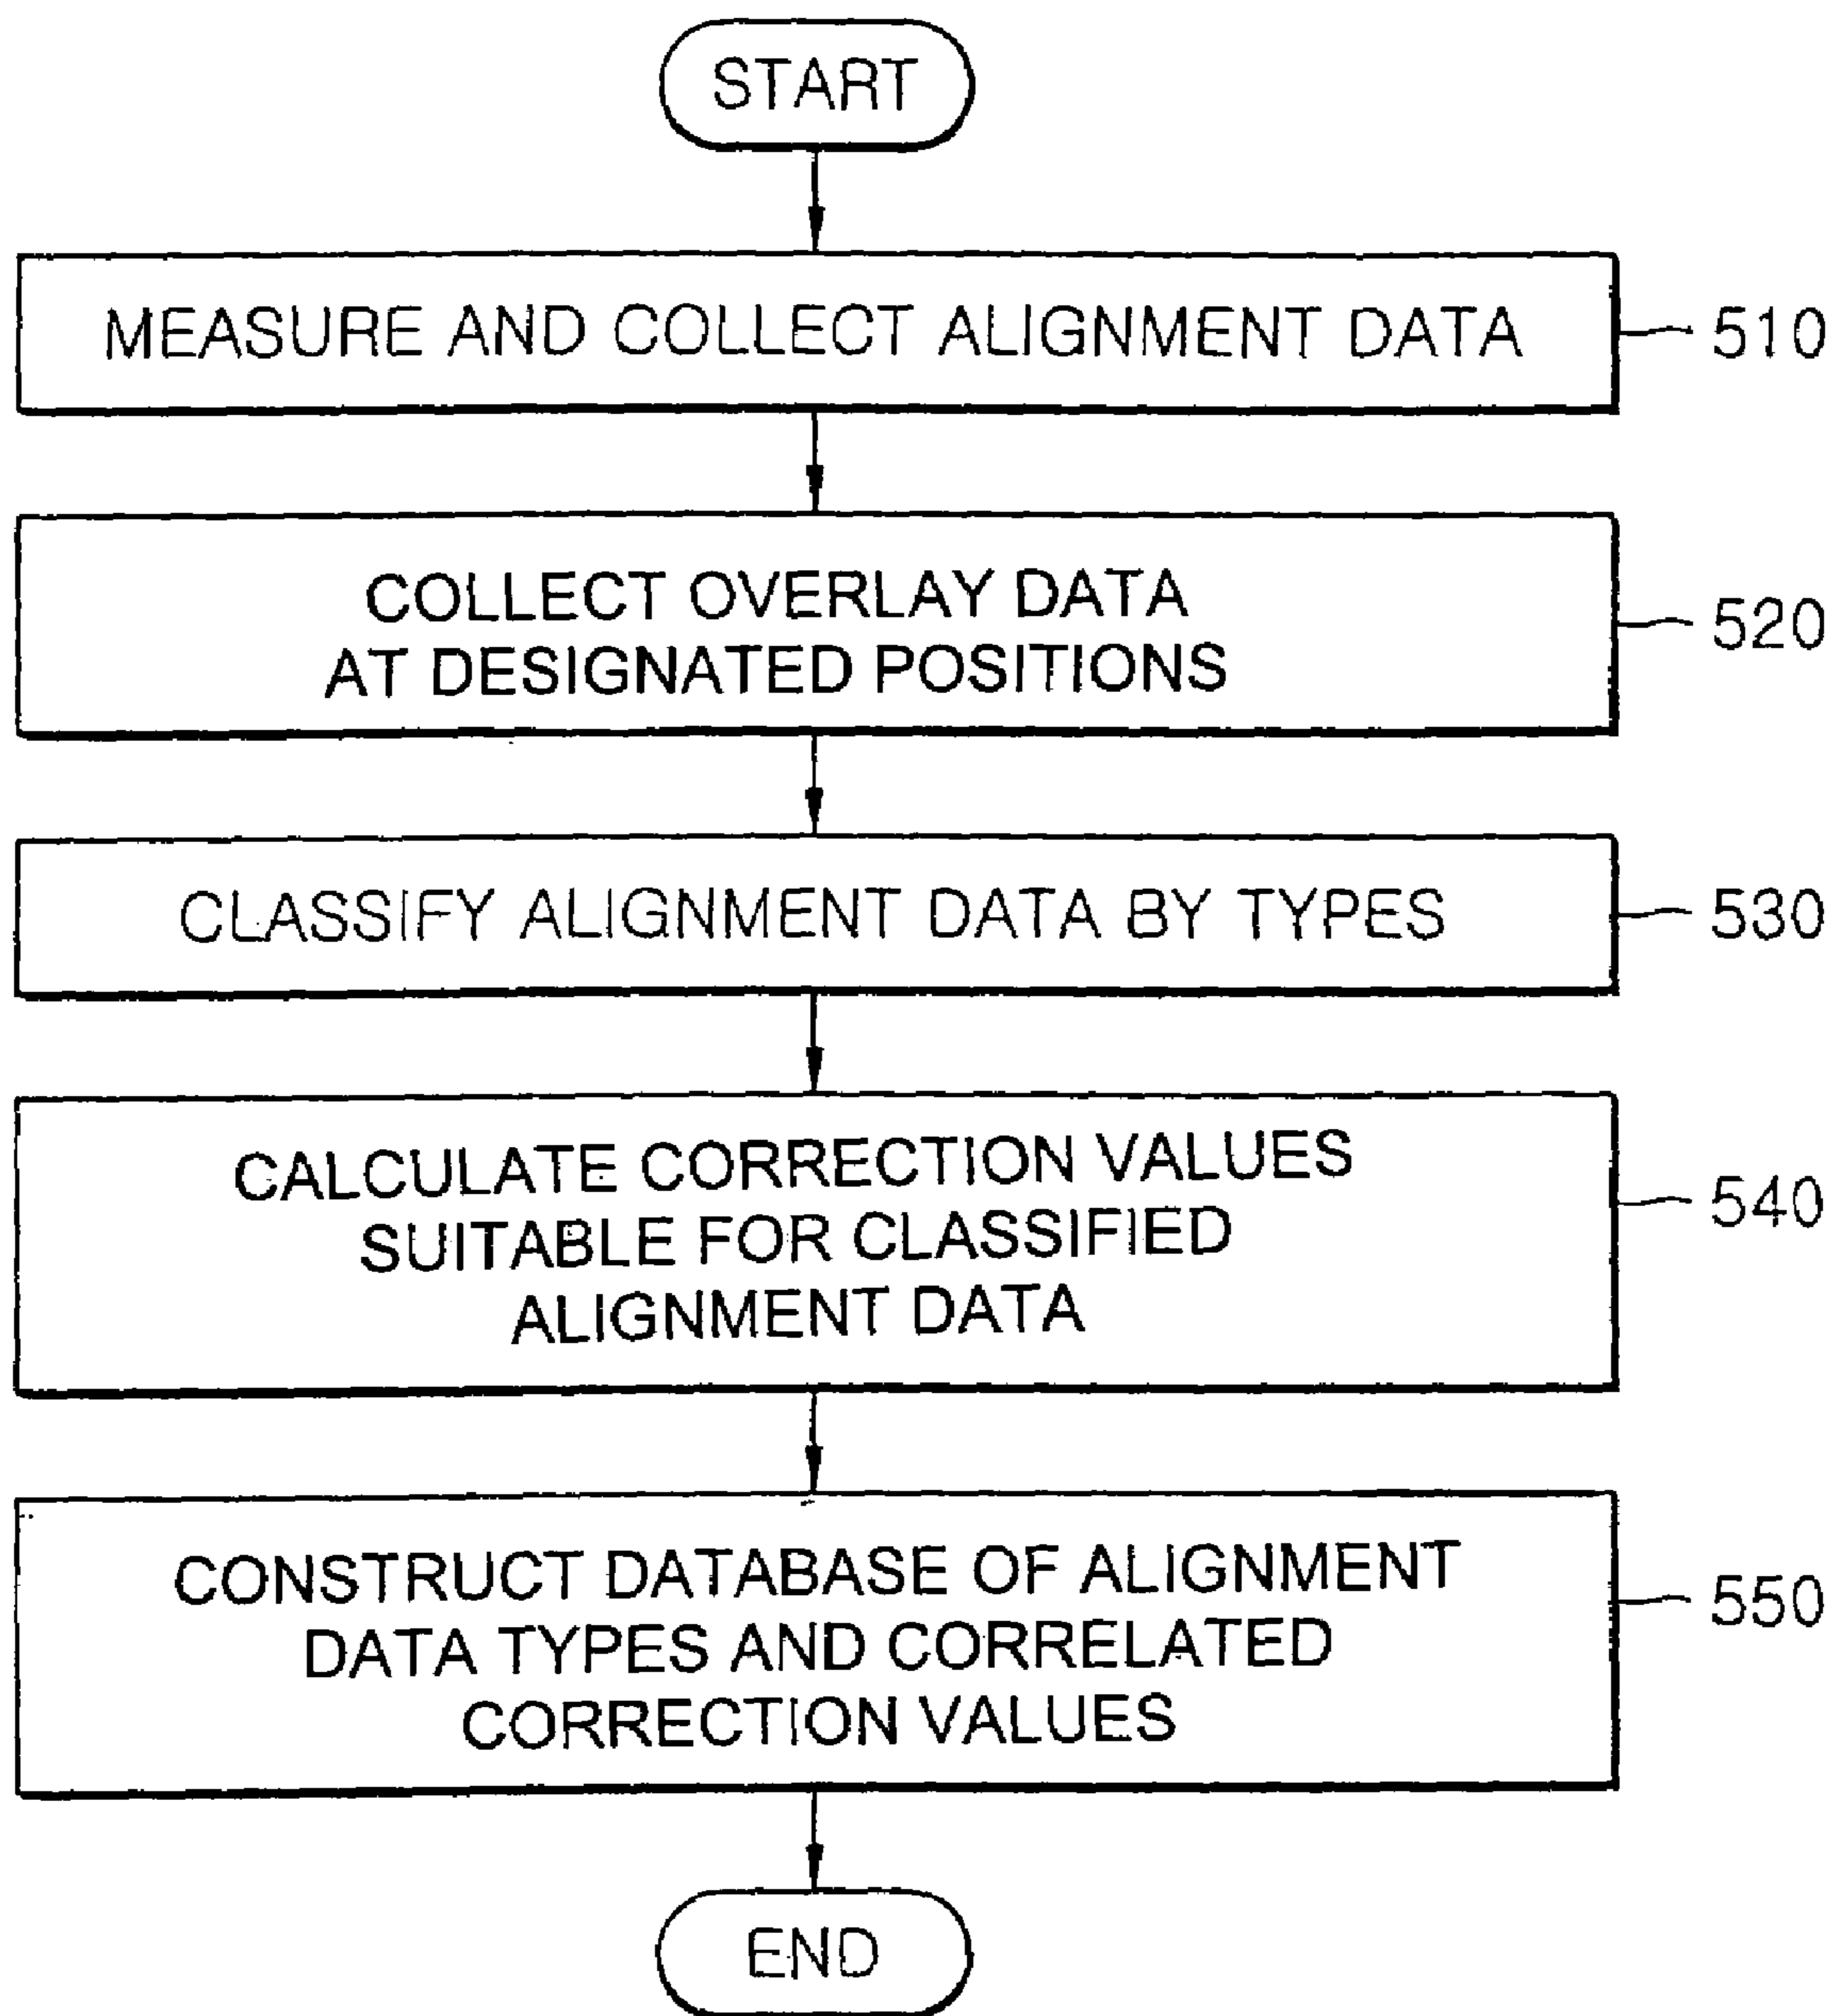 START
MEASURE AND COLLECT ALIGNMENT DATA
510
COLLECT OVERLAY DATA
AT DESIGNATED POSITIONS
520
CLASSIFY ALIGNMENT DATA BY TYPES
530
CALCULATE CORRECTION VALUES
SUITABLE FOR CLASSIFIED
ALIGNMENT DATA
540
CONSTRUCT DATABASE OF ALIGNMENT
DATA TYPES AND CORRELATED
CORRECTION VALUES
550
END